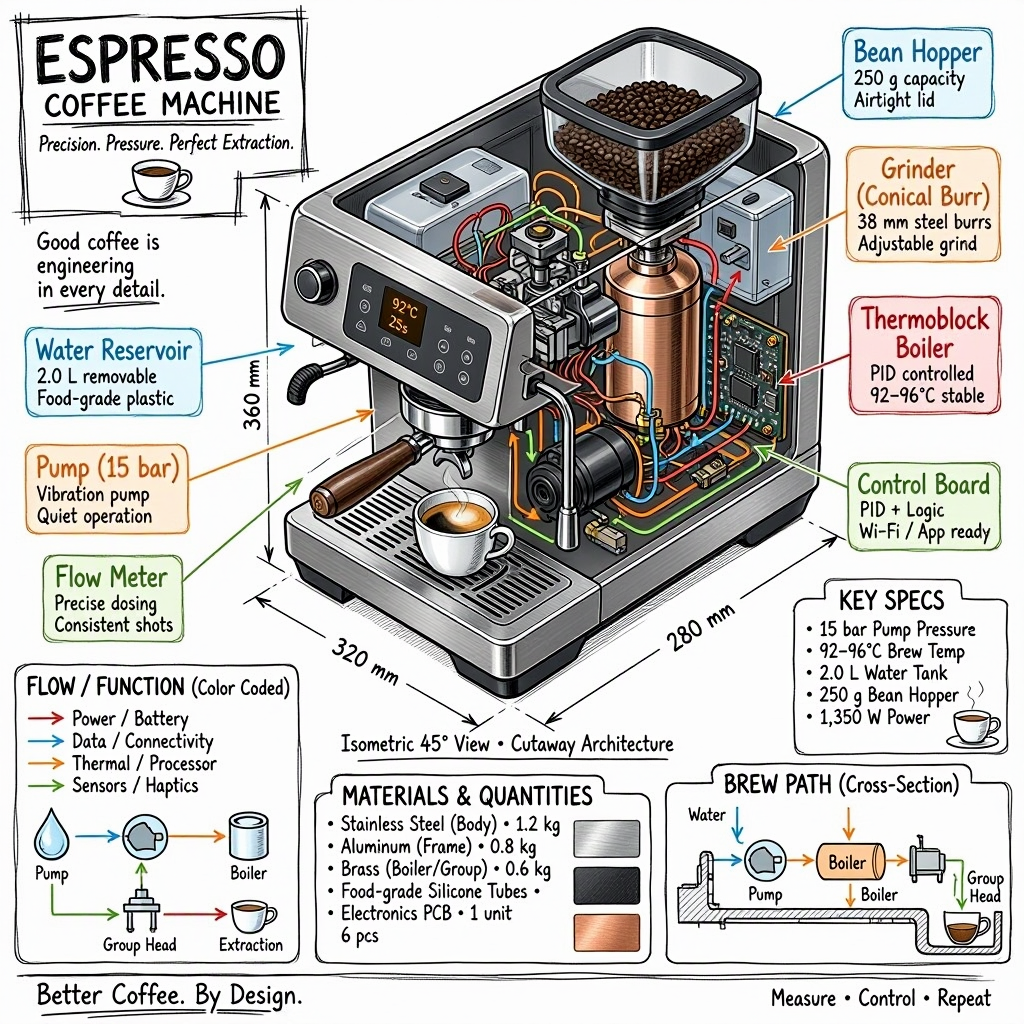 ESPRESSO
COFFEE MACHINE
Precision. Pressure. Perfect Extraction.
Good coffee is
engineering
in every detail.
Water Reservoir
2.0 L removable
Food-grade plastic
Pump (15 bar)
Vibration pump
Quiet operation
Flow Meter
Precise dosing
Consistent shots
Bean Hopper
250 g capacity
Airtight lid
Grinder
(Conical Burr)
38 mm steel burrs
Adjustable grind
Thermoblock
Boiler
PID controlled
92–96°C stable
Control Board
PID + Logic
Wi-Fi / App ready
92°C
25s
360 mm
320 mm
280 mm
Isometric 45° View • Cutaway Architecture
KEY SPECS
• 15 bar Pump Pressure
• 92–96°C Brew Temp
• 2.0 L Water Tank
• 250 g Bean Hopper
• 1,350 W Power
FLOW / FUNCTION (Color Coded)
Power / Battery
Data / Connectivity
Thermal / Processor
Sensors / Haptics
Pump
Boiler
Group Head
Extraction
MATERIALS & QUANTITIES
• Stainless Steel (Body) • 1.2 kg
• Aluminum (Frame) • 0.8 kg
• Brass (Boiler/Group) • 0.6 kg
• Food-grade Silicone Tubes •
• Electronics PCB • 1 unit
6 pcs
BREW PATH (Cross-Section)
Water
Pump
Boiler
Boiler
Group
Head
Better Coffee. By Design.
Measure • Control • Repeat